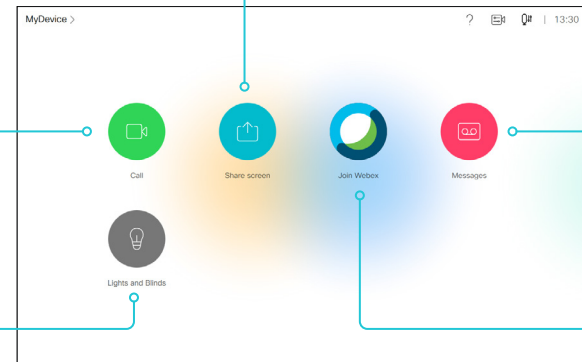 MyDevice >
? | 13:30
Call
Share screen
Join Webex
Messages
Lights and Blinds